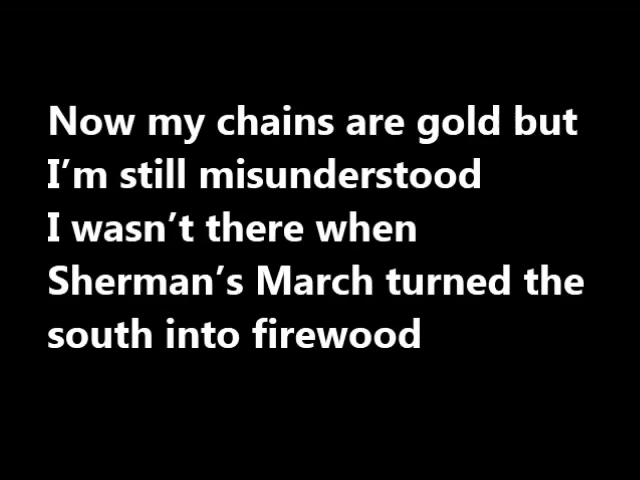 Now my chains are gold but
I’m still misunderstood
I wasn’t there when
Sherman’s March turned the
south into firewood